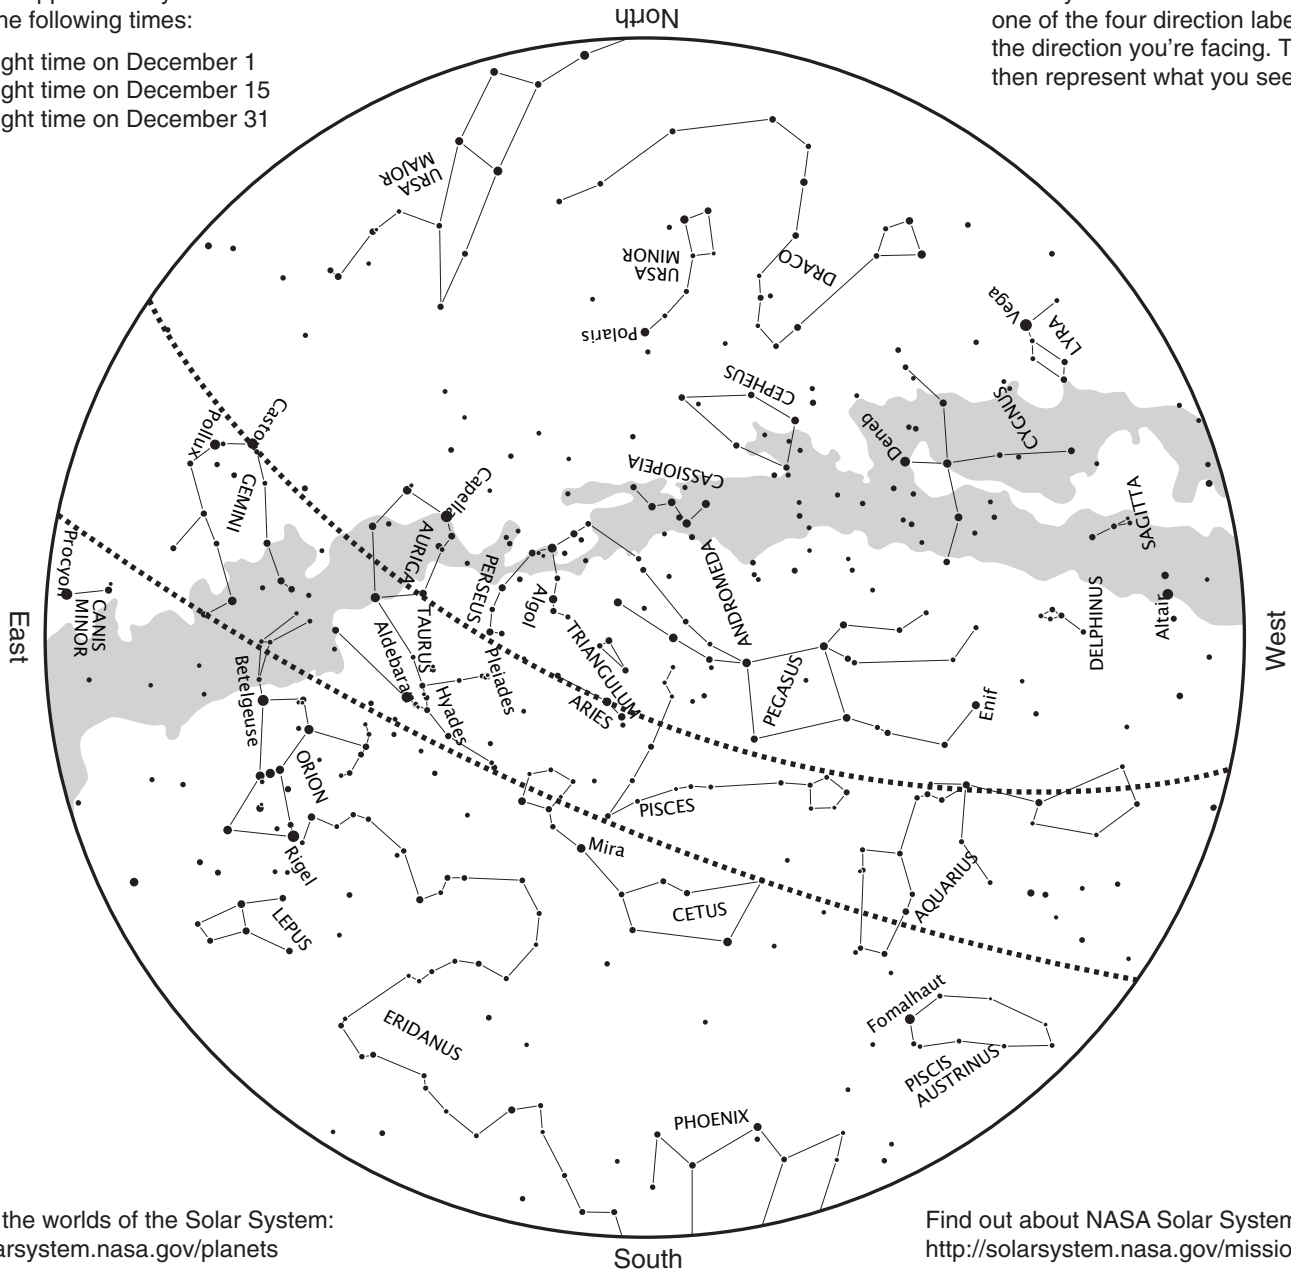 he following times:
ght time on December 1
ght time on December 15
ght time on December 31
North
one of the four direction labe
the direction you're facing. T
then represent what you see
URSA
MAJOR
URSA
MINOR
DRACO
Polaris
Vega
LYRA
CEPHEUS
CYGNUS
Deneb
CASSIOPEIA
Castor
Pollux
GEMINI
Capella
AURIGA
PERSEUS
Algol
ANDROMEDA
SAGITTA
Procyon
CANIS
MINOR
East
TAURUS
Aldebaran
Hyades
Pleiades
TRIANGULUM
ARIES
PEGASUS
Enif
DELPHINUS
Altair
West
Betelgeuse
ORION
Rigel
LEPUS
PISCES
Mira
CETUS
AQUARIUS
Fomalhaut
PISCIS
AUSTRINUS
ERIDANUS
PHOENIX
South
the worlds of the Solar System:
arsystem.nasa.gov/planets
Find out about NASA Solar System
http://solarsystem.nasa.gov/missio